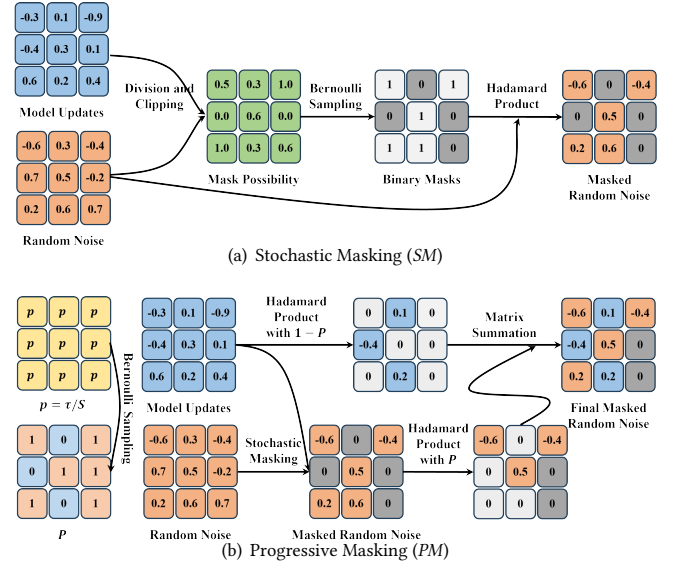 -0.3 0.1 -0.9
-0.4 0.3 0.1
0.6 0.2 0.4
Model Updates
-0.6 0.3 -0.4
0.7 0.5 -0.2
0.2 0.6 0.7
Random Noise
Division and
Clipping
0.5 0.3 1.0
0.0 0.6 0.0
1.0 0.3 0.6
Mask Possibility
Bernoulli
Sampling
1 0 1
0 1 0
1 1 0
Binary Masks
Hadamard
Product
-0.6 0 -0.4
0 0.5 0
0.2 0.6 0
Masked
Random Noise
(a) Stochastic Masking (SM)
p p p
p p p
p p p
p = τ/S
Bernoulli Sampling
1 0 1
0 1 1
1 0 1
P
-0.3 0.1 -0.9
-0.4 0.3 0.1
0.6 0.2 0.4
Model Updates
-0.6 0.3 -0.4
0.7 0.5 -0.2
0.2 0.6 0.7
Random Noise
Hadamard
Product
with 1 − P
0 0.1 0
-0.4 0 0
0 0.2 0
Stochastic
Masking
-0.6 0 -0.4
0 0.5 0
0.2 0.6 0
Masked Random Noise
Hadamard
Product
with P
-0.6 0 -0.4
0 0.5 0
0 0 0
Matrix
Summation
-0.6 0.1 -0.4
-0.4 0.5 0
0.2 0.2 0
Final Masked
Random Noise
(b) Progressive Masking (PM)